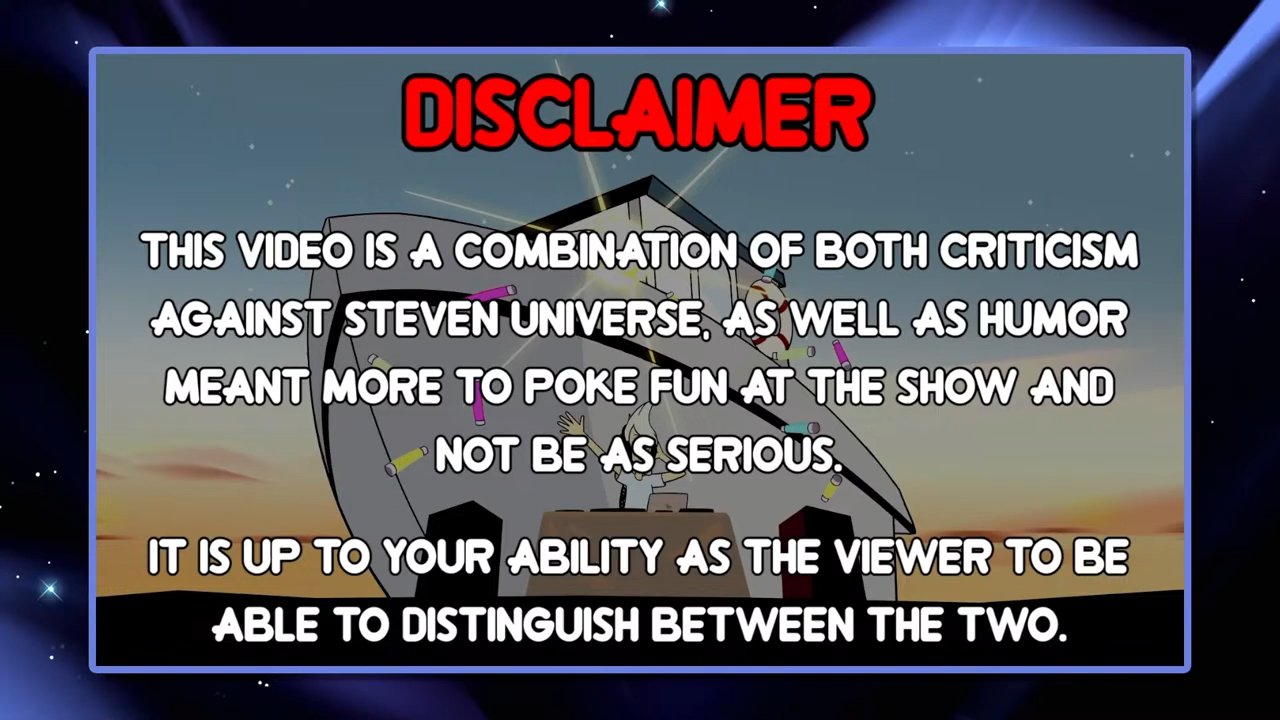 DISCLAIMER
THIS VIDEO IS A COMBINATION OF BOTH CRITICISM
AGAINST STEVEN UNIVERSE, AS WELL AS HUMOR
MEANT MORE TO POKE FUN AT THE SHOW AND
NOT BE AS SERIOUS.
IT IS UP TO YOUR ABILITY AS THE VIEWER TO BE
ABLE TO DISTINGUISH BETWEEN THE TWO.